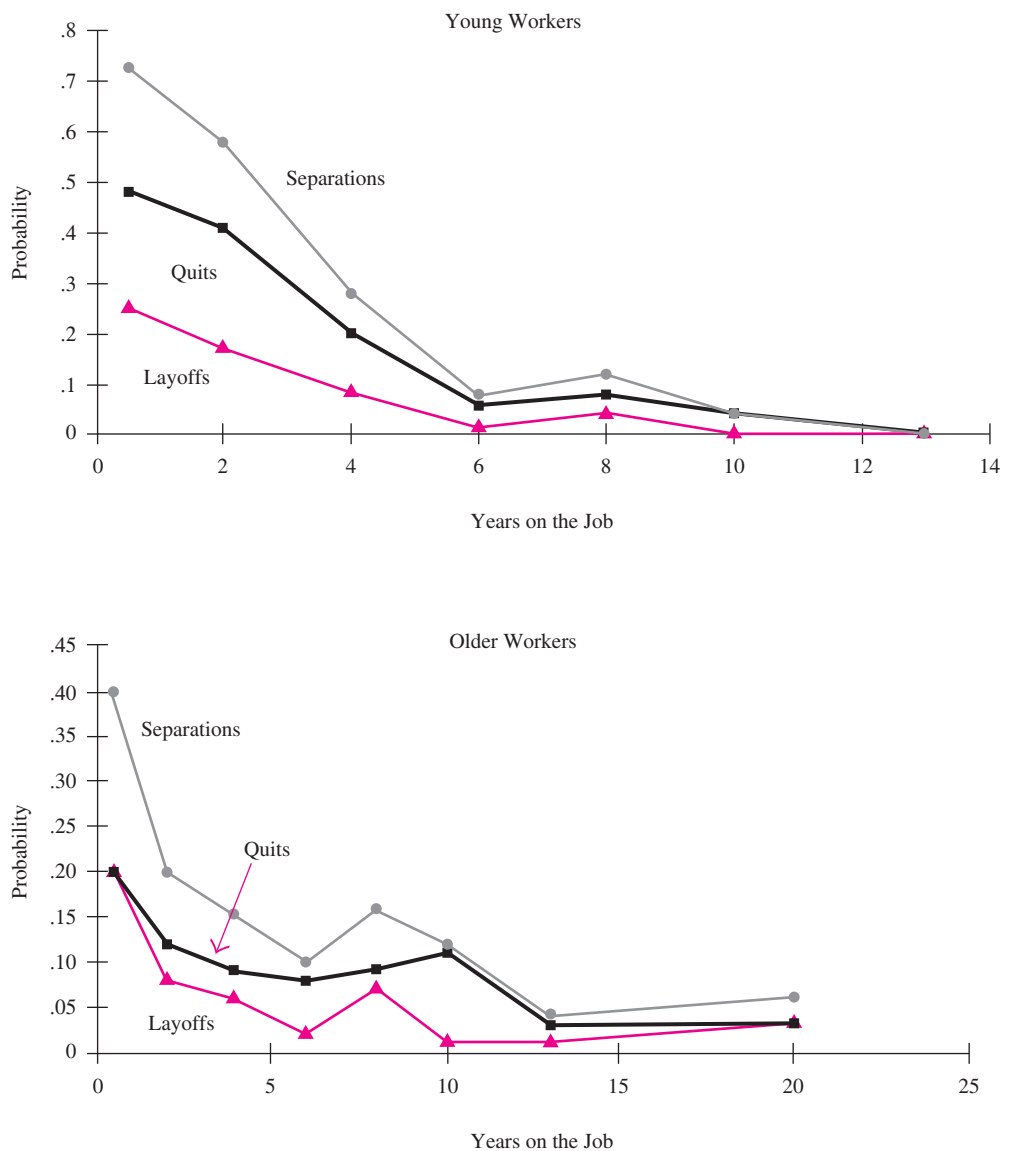 Young Workers
.8
.7
.6
.5
.4
.3
.2
.1
0
Probability
Separations
Quits
Layoffs
0 2 4 6 8 10 12 14
Years on the Job
Older Workers
.45
.40
.35
.30
.25
.20
.15
.10
.05
0
Probability
Separations
Quits
Layoffs
0 5 10 15 20 25
Years on the Job